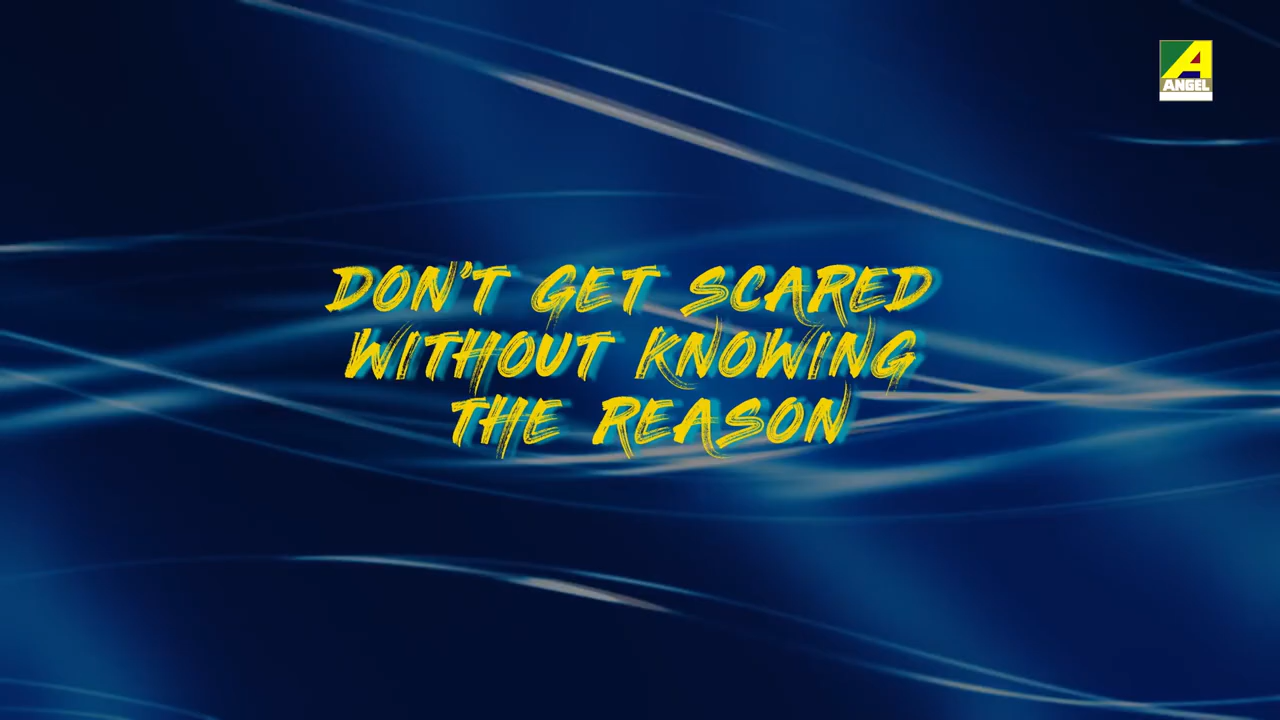 A
ANGEL
DON'T GET SCARED
WITHOUT KNOWING
THE REASON